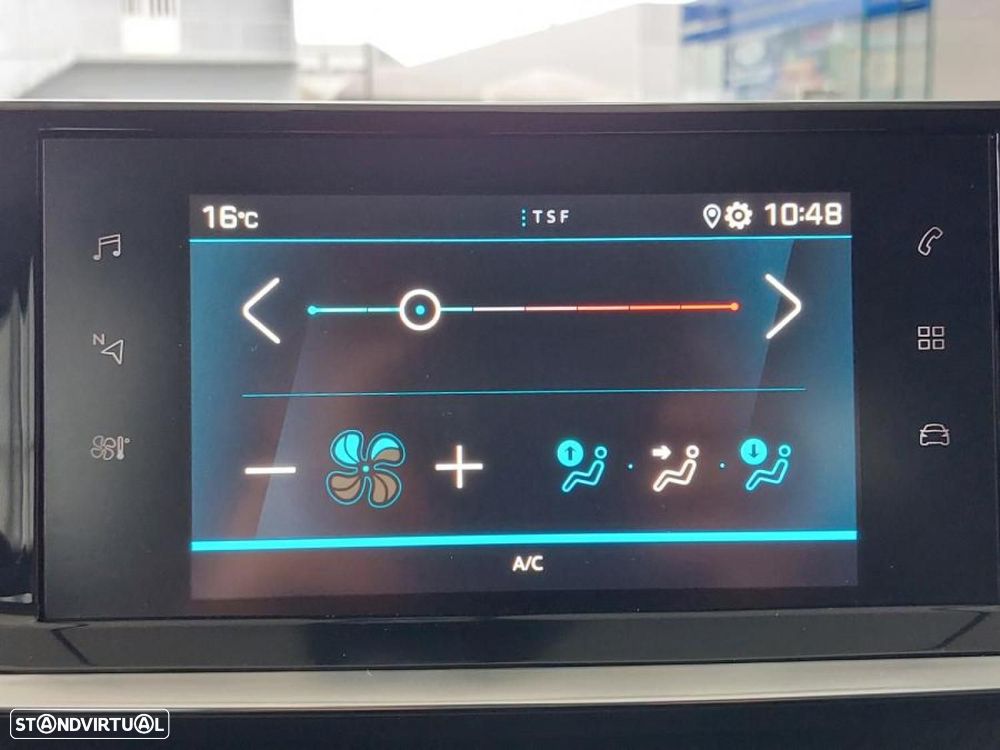 16°C
TSF
10:48
N
A/C
STANDVIRTUAL